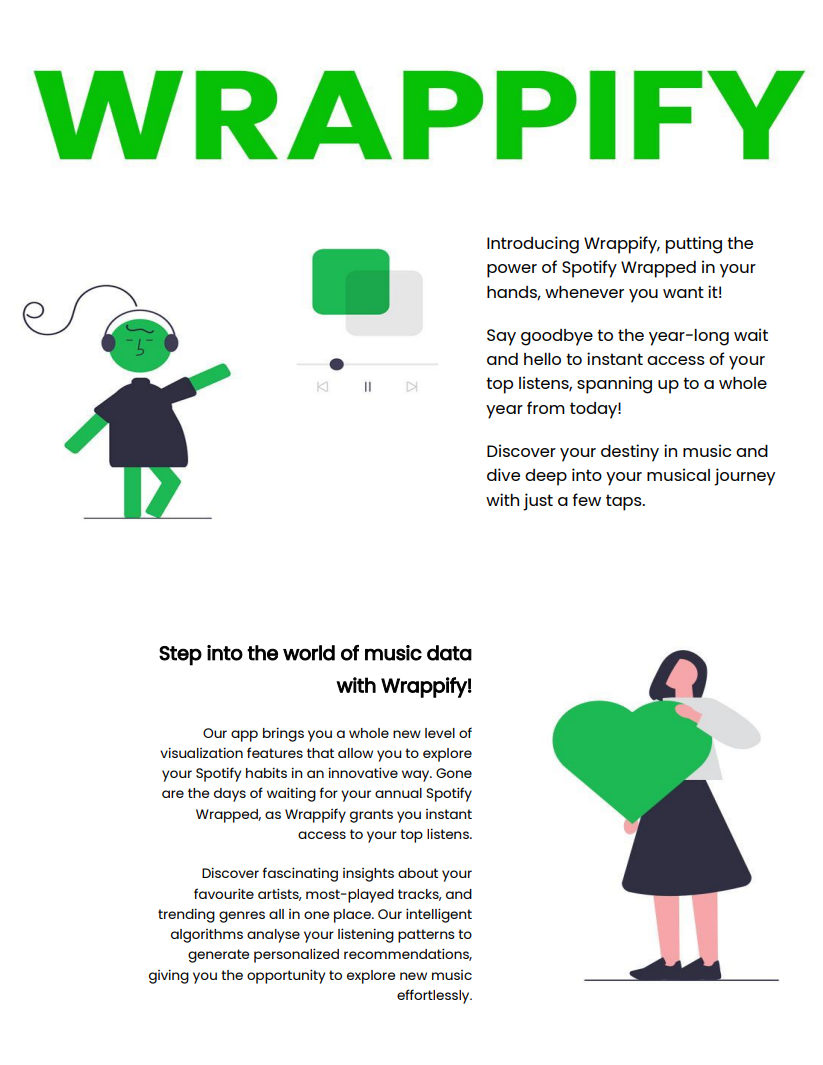 WRAPPIFY
Introducing Wrappify, putting the
power of Spotify Wrapped in your
hands, whenever you want it!
Say goodbye to the year-long wait
and hello to instant access of your
top listens, spanning up to a whole
year from today!
Discover your destiny in music and
dive deep into your musical journey
with just a few taps.
Step into the world of music data
with Wrappify!
Our app brings you a whole new level of
visualization features that allow you to explore
your Spotify habits in an innovative way. Gone
are the days of waiting for your annual Spotify
Wrapped, as Wrappify grants you instant
access to your top listens.
Discover fascinating insights about your
favourite artists, most-played tracks, and
trending genres all in one place. Our intelligent
algorithms analyse your listening patterns to
generate personalized recommendations,
giving you the opportunity to explore new music
effortlessly.